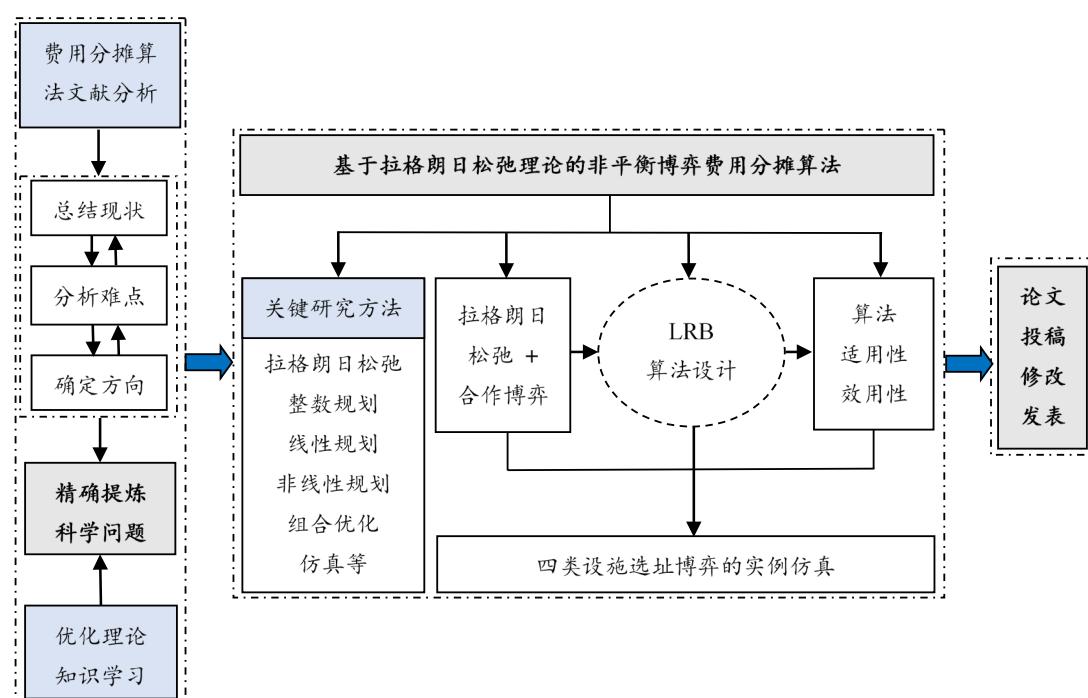 费用分摊算
法文献分析
总结现状
分析难点
确定方向
精确提炼
科学问题
优化理论
知识学习
基于拉格朗日松弛理论的非平衡博弈费用分摊算法
关键研究方法
拉格朗日松弛
整数规划
线性规划
非线性规划
组合优化
仿真等
拉格朗日
松弛 +
合作博弈
LRB
算法设计
算法
适用性
效用性
四类设施选址博弈的实例仿真
论文
投稿
修改
发表